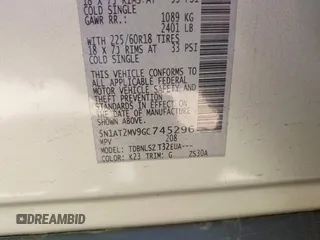 COLD SINGLE
GAWR RR. 1089 KG
2401 LB
WITH 225/60R18 TIRES
18 X 7J RIMS AT 33 PSI
COLD SINGLE
THIS VEHICLE CONFORMS TO
ALL APPLICABLE FEDERAL
MOTOR VEHICLE SAFETY AND
THEFT PREVENTION STANDARDS
IN EFFECT ON THE
DATE OF MANUFACTURE
SHOWN ABOVE.
5N1AT2MV9GC745296
MPV 208
MODEL: TDBNLSZ T32EUA---
COLOR: K23 TRIM: G Z530A
DEALERSHIP.COM